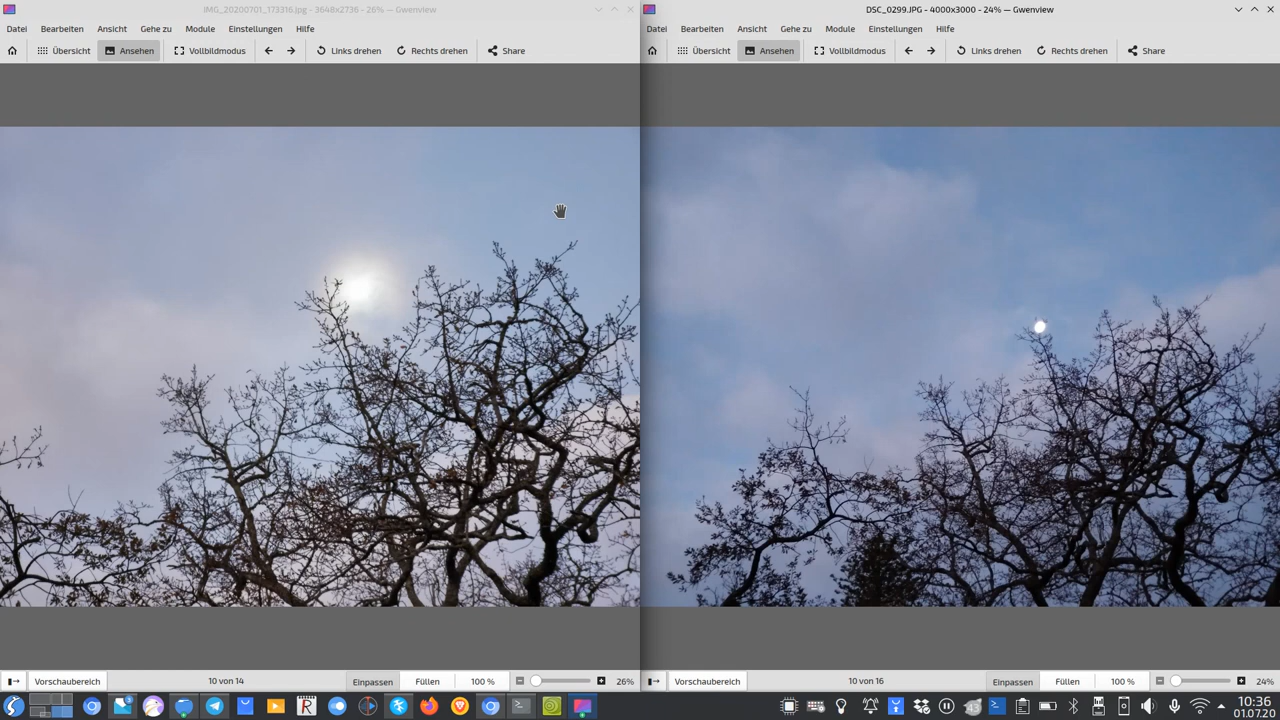 IMG_20200701_173316.jpg - 3648x2736 - 26% — Gwenview
Datei Bearbeiten Ansicht Gehe zu Module Einstellungen Hilfe
Übersicht Ansehen Vollbildmodus Links drehen Rechts drehen Share
Vorschaubereich 10 von 14 Einpassen Füllen 100 % 26%
DSC_0299.JPG - 4000x3000 - 24% — Gwenview
Datei Bearbeiten Ansicht Gehe zu Module Einstellungen Hilfe
Übersicht Ansehen Vollbildmodus Links drehen Rechts drehen Share
Vorschaubereich 10 von 16 Einpassen Füllen 100 % 24%
R
13
10:36
01.07.20